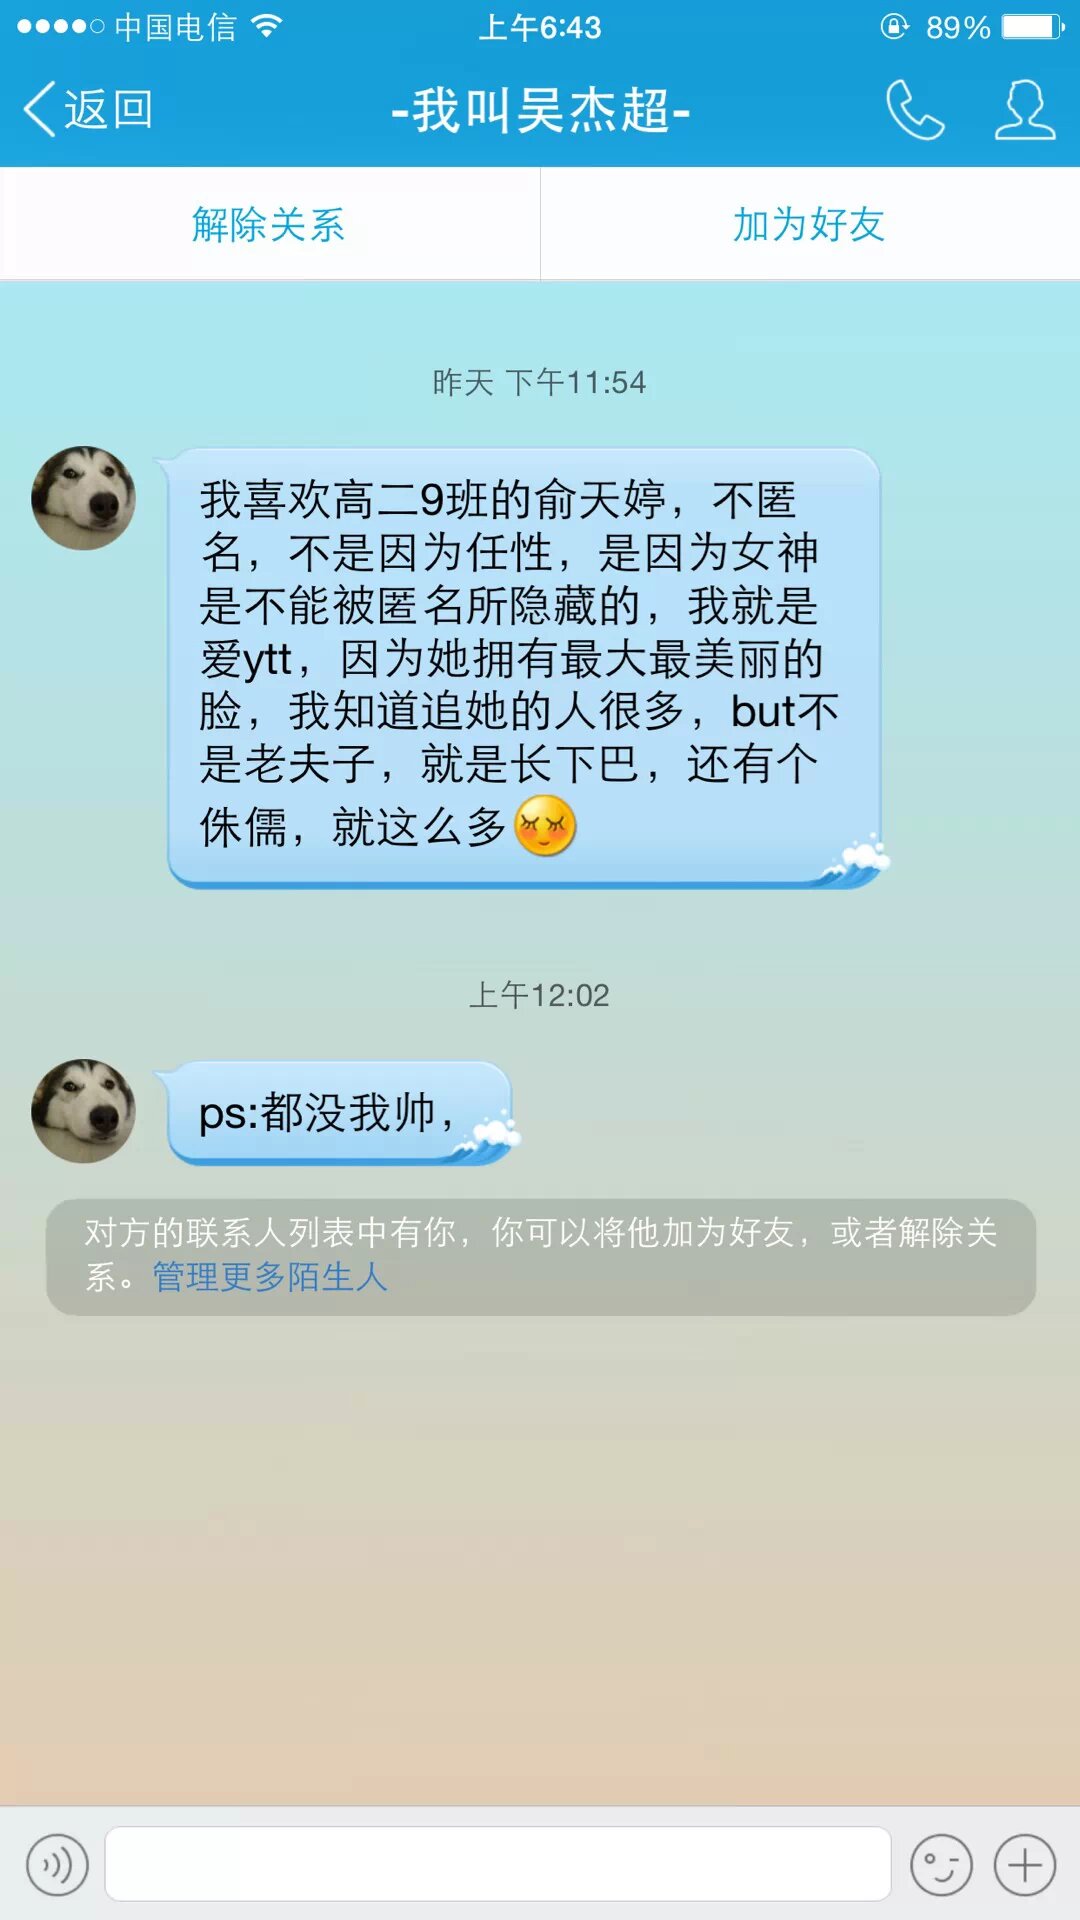 中国电信
上午6:43
89%
返回
-我叫吴杰超-
解除关系
加为好友
昨天 下午11:54
我喜欢高二9班的俞天婷，不匿
名，不是因为任性，是因为女神
是不能被匿名所隐藏的，我就是
爱ytt，因为她拥有最大最美丽的
脸，我知道追她的人很多，but不
是老夫子，就是长下巴，还有个
侏儒，就这么多
上午12:02
ps:都没我帅，
对方的联系人列表中有你，你可以将他加为好友，或者解除关
系。管理更多陌生人